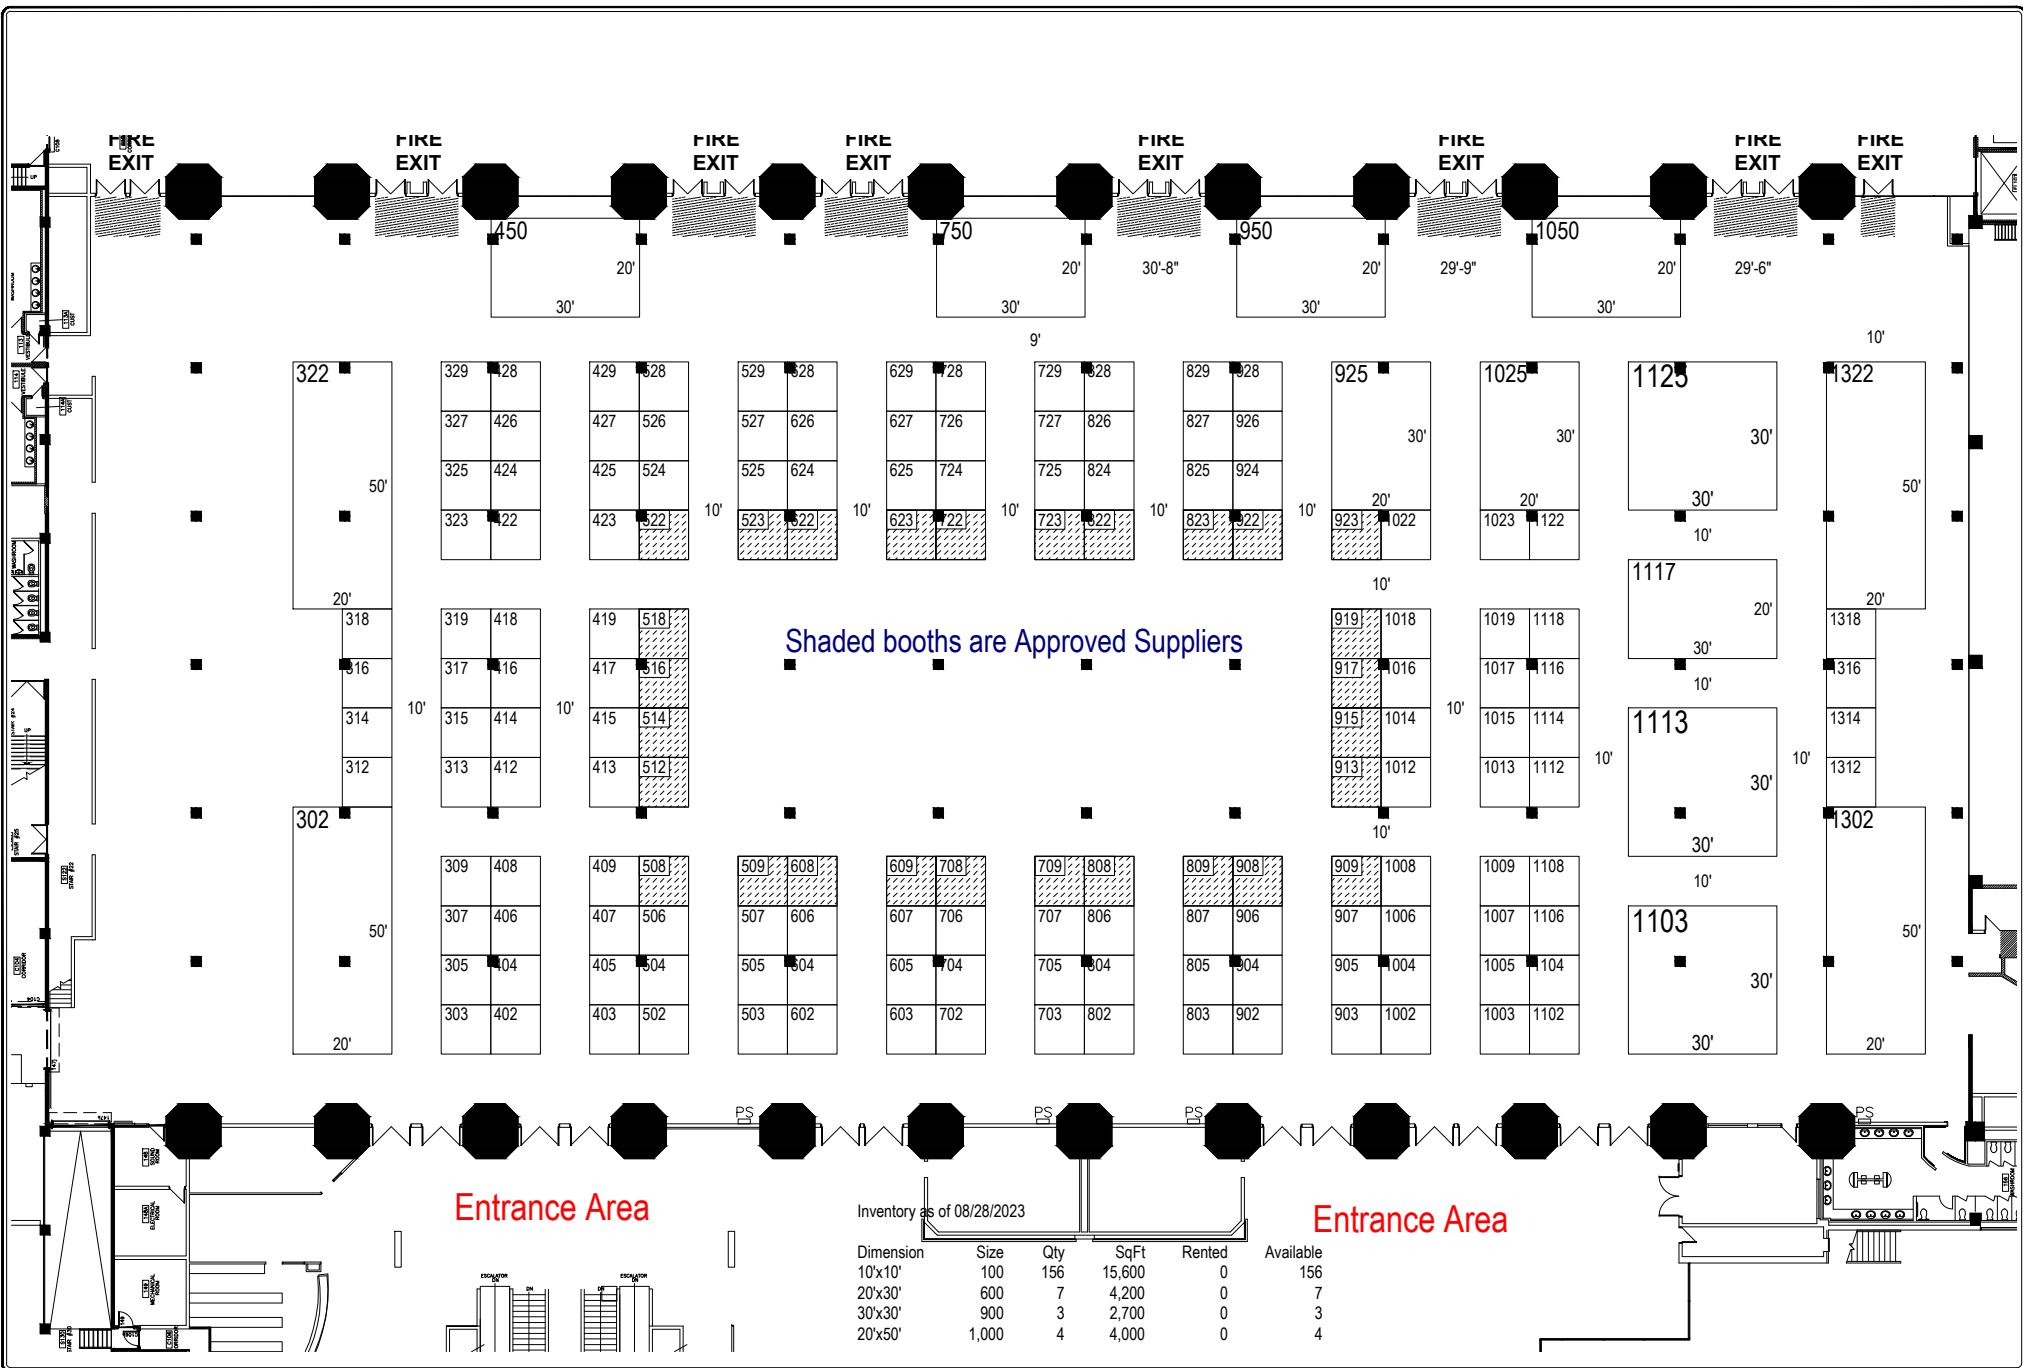 FIRE FIRE FIRE FIRE FIRE FIRE FIRE FIRE
EXIT EXIT EXIT EXIT EXIT EXIT EXIT EXIT
UP
450 750 950 1050
20' 20' 30'-8" 20' 29'-9" 20' 29'-6"
30' 30' 30' 30'
9' 10'
322 329 428 429 528 529 628 629 728 729 828 829 928 925 1025 1125 1322
327 426 427 526 527 626 627 726 727 826 827 926 30' 30' 30'
325 424 425 524 525 624 625 724 725 824 825 924
50' 20' 20' 30' 50'
10' 10' 10' 10' 10'
323 422 423 522 523 622 623 722 723 822 823 922 923 1022 1023 1122
10'
1117
10'
20' 20' 20'
318 319 418 419 518 919 1018 1019 1118 1318
Shaded booths are Approved Suppliers
30'
316 317 416 417 516 917 1016 1017 1116 1316
10'
10' 10' 10'
314 315 414 415 514 915 1014 1015 1114 1113 1314
10' 10'
312 313 412 413 512 913 1012 1013 1112 30' 1312
302 10' 1302
30'
309 408 409 508 509 608 609 708 709 808 809 908 909 1008 1009 1108
10'
307 406 407 506 507 606 607 706 707 806 807 906 907 1006 1007 1106 1103
50' 50'
305 404 405 504 505 604 605 704 705 804 805 904 905 1004 1005 1104 30'
303 402 403 502 503 602 603 702 703 802 803 902 903 1002 1003 1102
20' 30' 20'
PS PS PS PS
Entrance Area
Entrance Area
Inventory as of 08/28/2023
Dimension Size Qty SqFt Rented Available
10'x10' 100 156 15,600 0 156
20'x30' 600 7 4,200 0 7
30'x30' 900 3 2,700 0 3
20'x50' 1,000 4 4,000 0 4
ESCALATOR DN
DN
DN
ESCALATOR DN